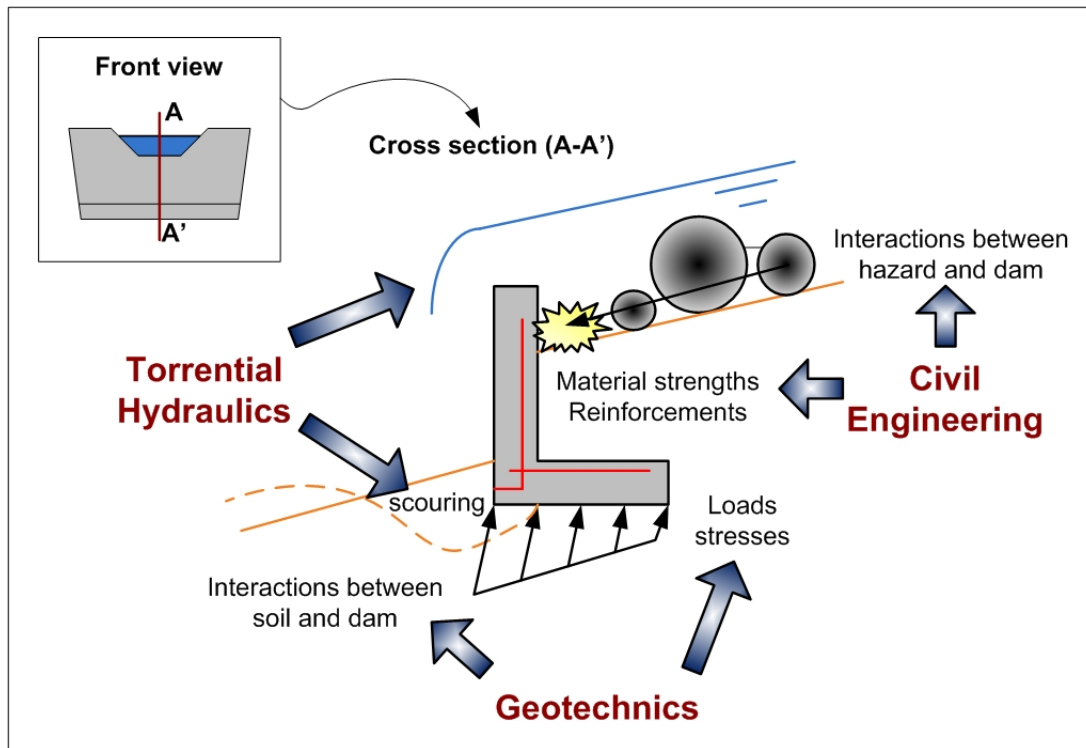 Front view
A
A'
Cross section (A-A')
Interactions between
hazard and dam
Torrential
Hydraulics
Material strengths
Reinforcements
Civil
Engineering
scouring
Loads
stresses
Interactions between
soil and dam
Geotechnics